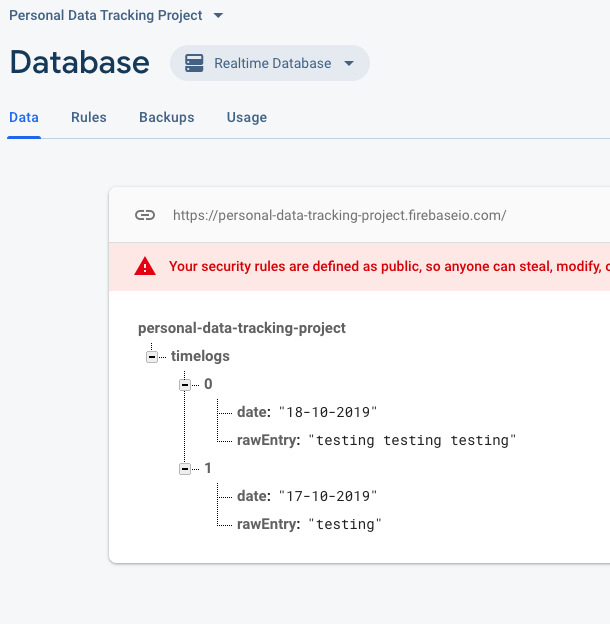 Personal Data Tracking Project
Database
Realtime Database
Data Rules Backups Usage
https://personal-data-tracking-project.firebaseio.com/
Your security rules are defined as public, so anyone can steal, modify,
personal-data-tracking-project
timelogs
0
date: "18-10-2019"
rawEntry: "testing testing testing"
1
date: "17-10-2019"
rawEntry: "testing"